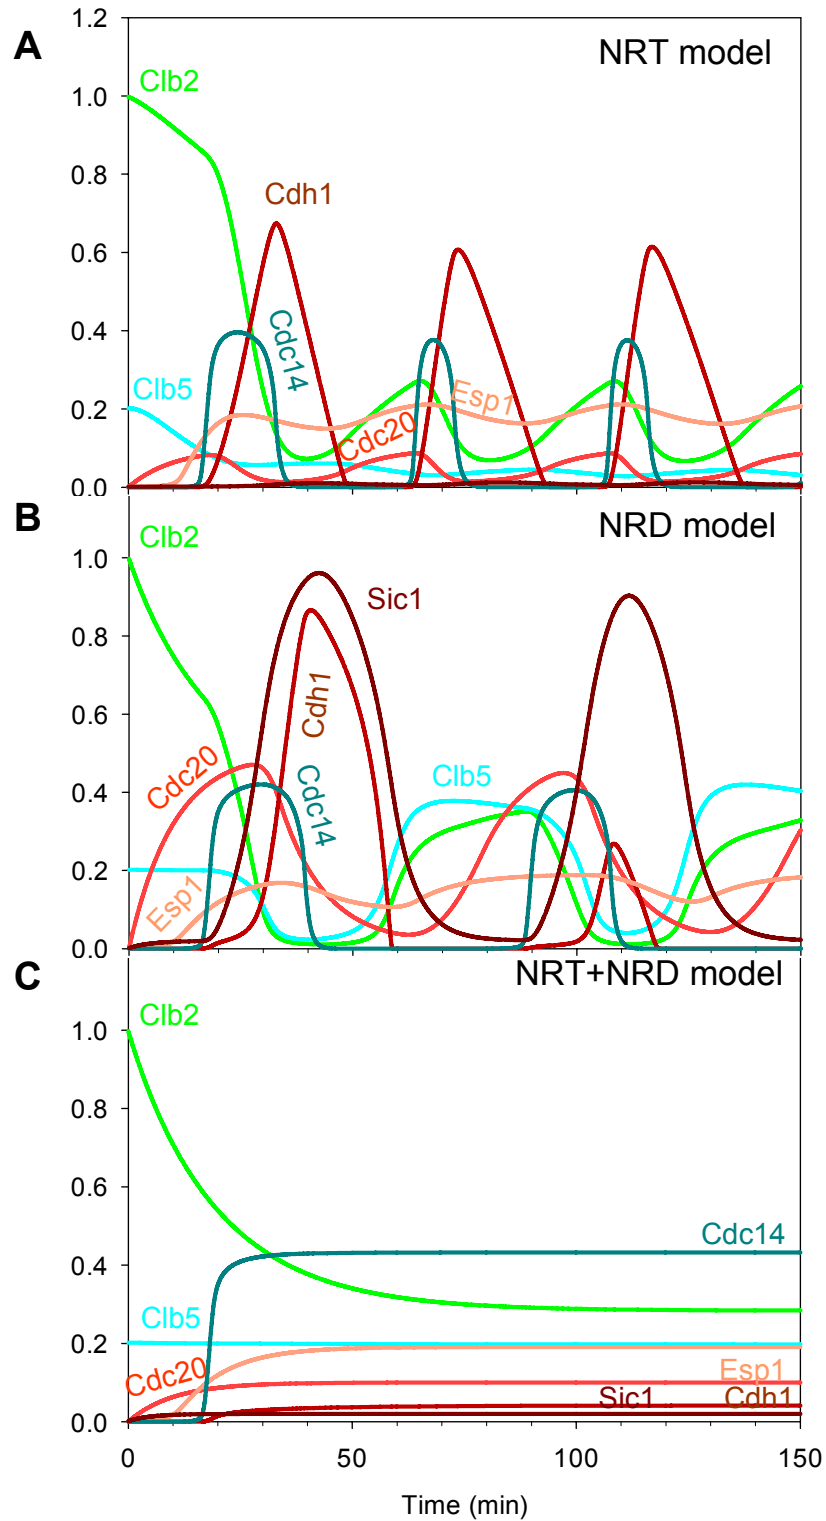 1.2
A
NRT model
Clb2
1.0
0.8
Cdh1
0.6
Cdc14
0.4
Clb5
Esp1
0.2
Cdc20
0.0
B
NRD model
Clb2
1.0
Sic1
0.8
Cdh1
0.6
Cdc20
Cdc14
Clb5
0.4
0.2
Esp1
0.0
C
NRT+NRD model
Clb2
1.0
0.8
0.6
Cdc14
0.4
Clb5
0.2
Cdc20
Esp1
Sic1
Cdh1
0.0
0
50
100
150
Time (min)